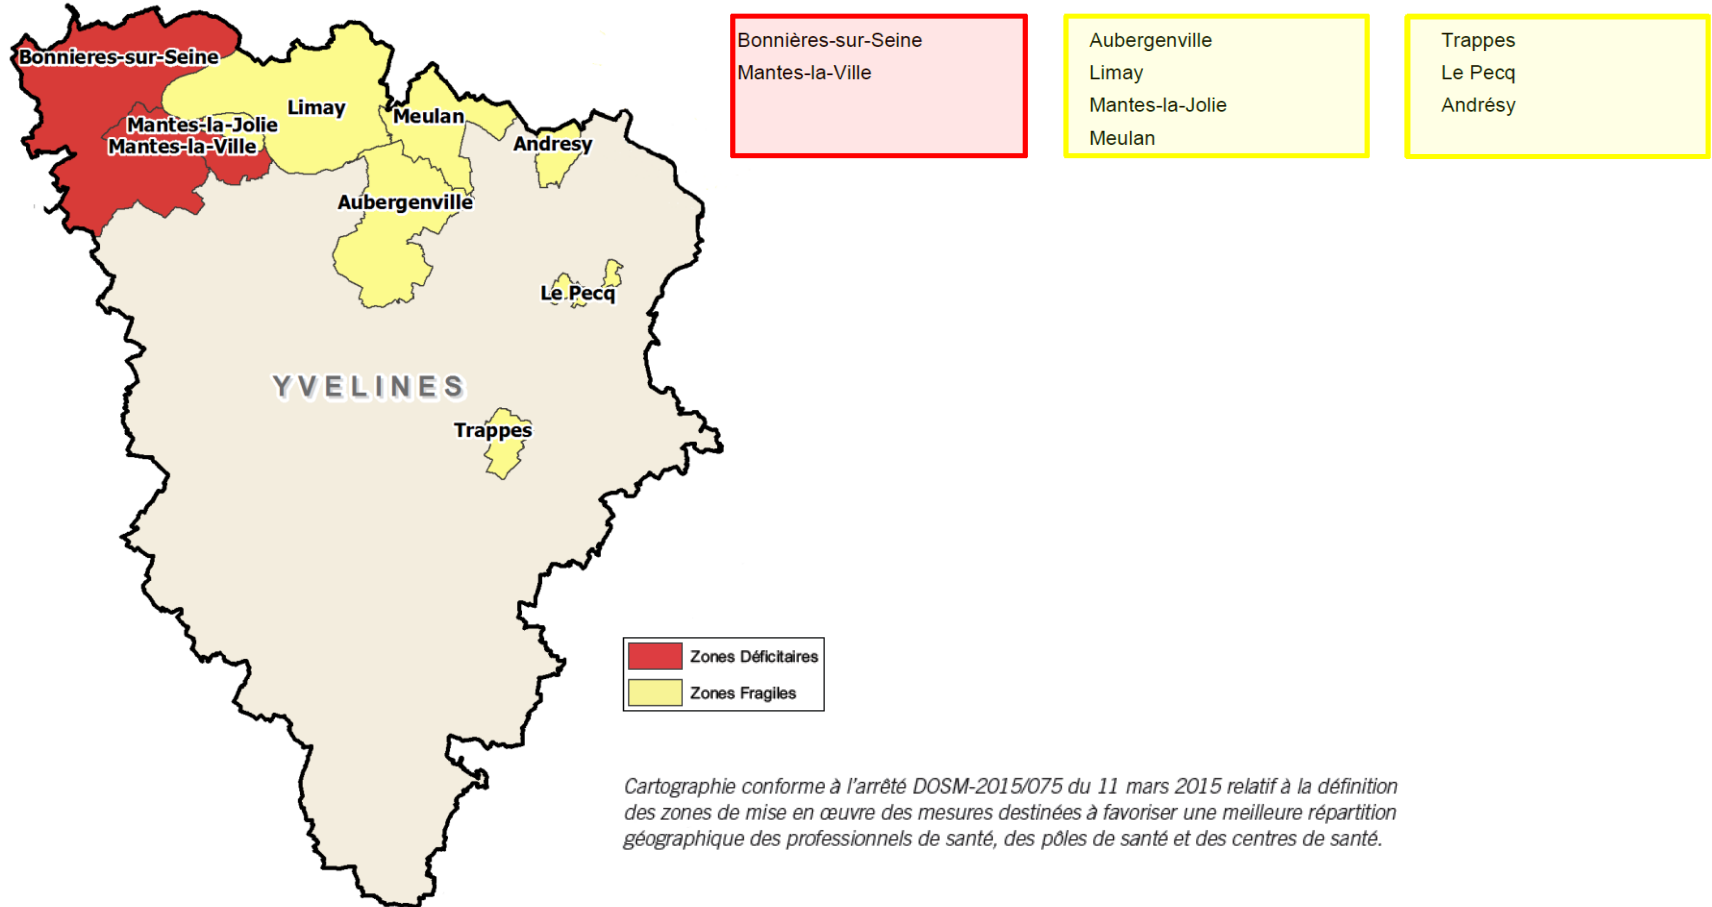 Bonnières-sur-Seine
Mantes-la-Ville
Aubergenville
Limay
Mantes-la-Jolie
Meulan
Trappes
Le Pecq
Andrésy
Bonnieres-sur-Seine
Limay
Meulan
Mantes-la-Jolie
Mantes-la-Ville
Andresy
Aubergenville
Le Pecq
YVELINES
Trappes
Zones Déficitaires
Zones Fragiles
Cartographie conforme à l'arrêté DOSM-2015/075 du 11 mars 2015 relatif à la définition
des zones de mise en œuvre des mesures destinées à favoriser une meilleure répartition
géographique des professionnels de santé, des pôles de santé et des centres de santé.